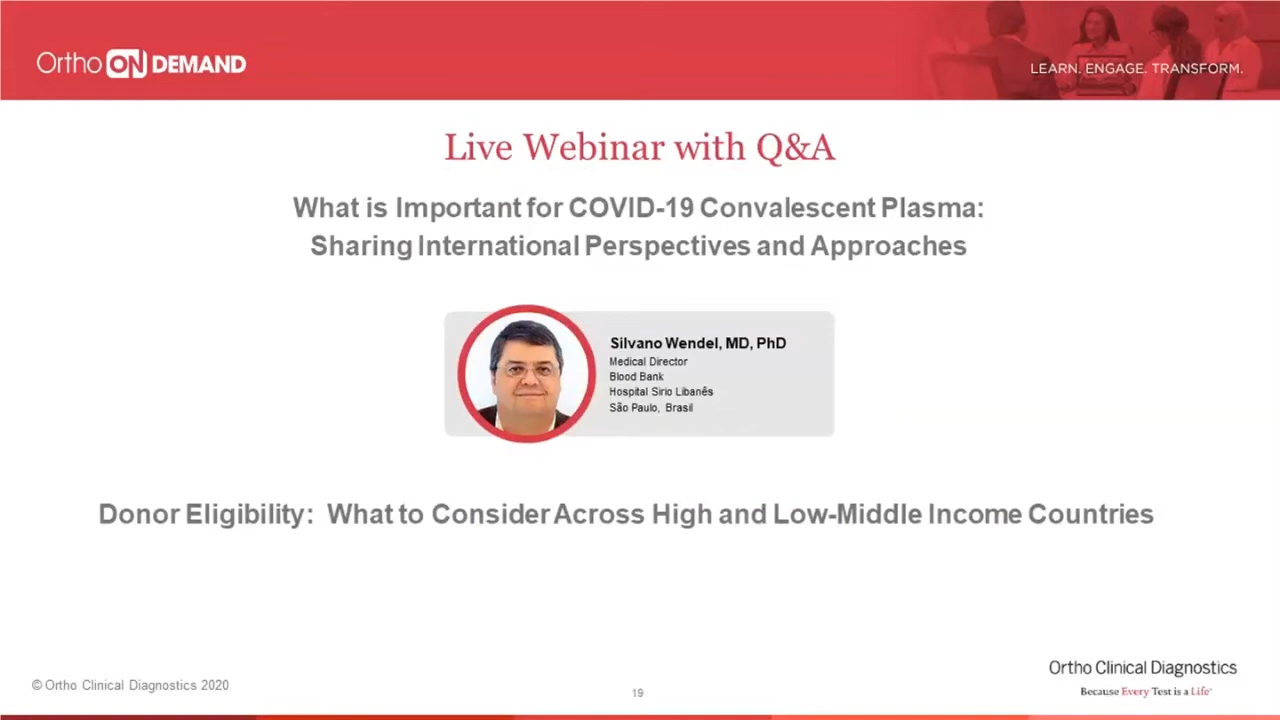 Ortho ON DEMAND
LEARN. ENGAGE. TRANSFORM.
Live Webinar with Q&A
What is Important for COVID-19 Convalescent Plasma:
Sharing International Perspectives and Approaches
Silvano Wendel, MD, PhD
Medical Director
Blood Bank
Hospital Sirio Libanês
São Paulo, Brasil
Donor Eligibility: What to Consider Across High and Low-Middle Income Countries
© Ortho Clinical Diagnostics 2020
19
Ortho Clinical Diagnostics
Because Every Test is a Life™